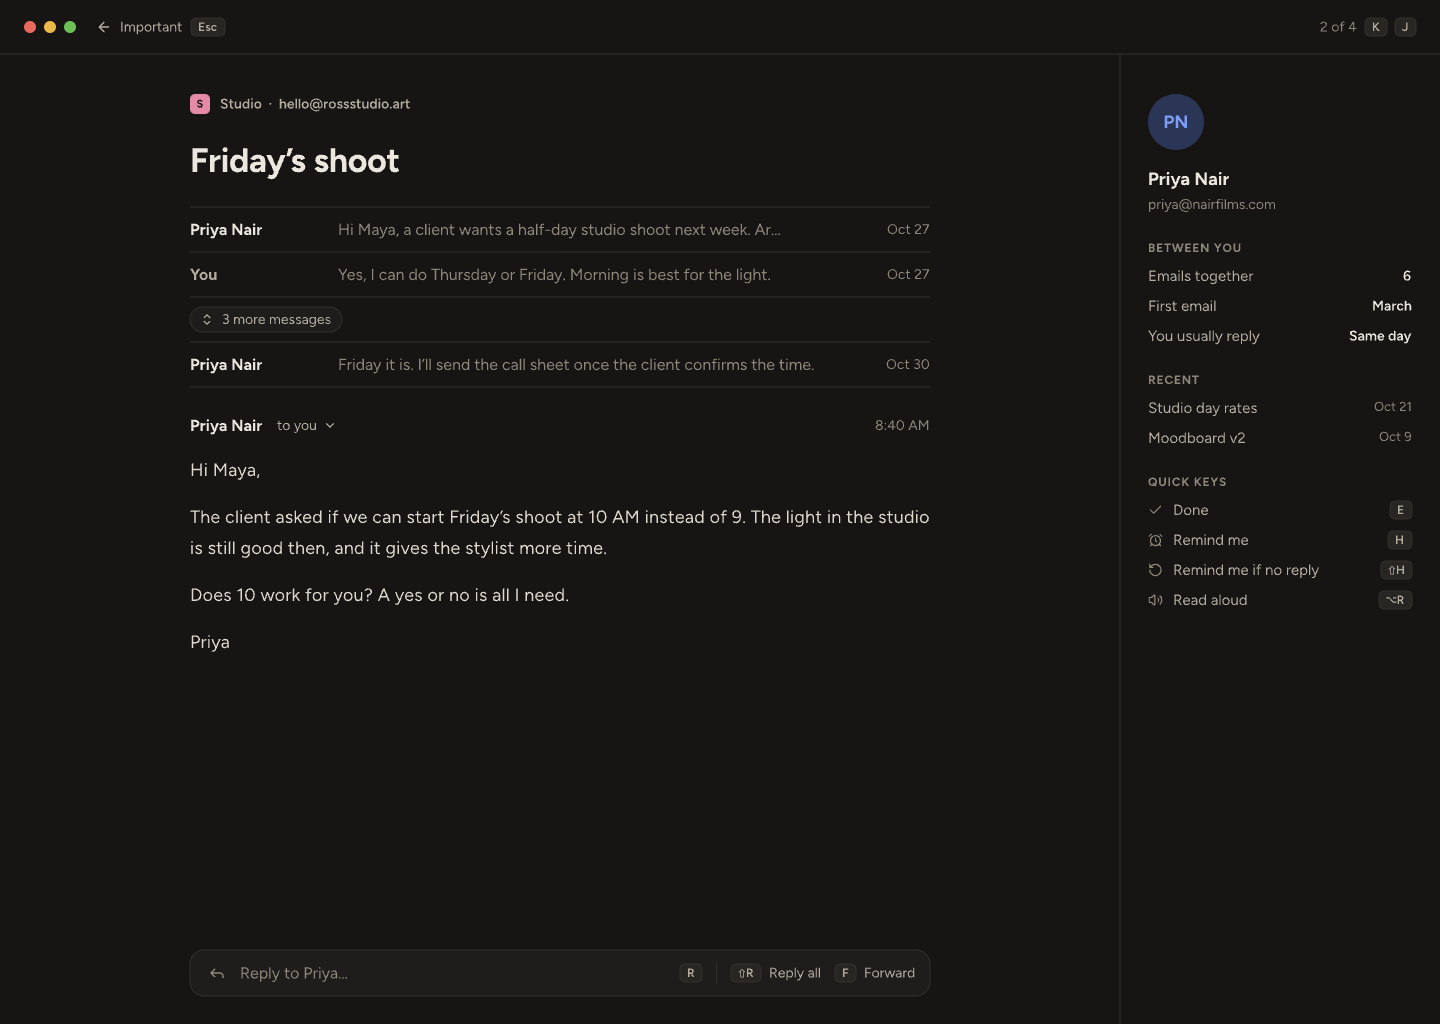 Important Esc
2 of 4 K J
S Studio · hello@rossstudio.art
Friday’s shoot
Priya Nair Hi Maya, a client wants a half-day studio shoot next week. Ar… Oct 27
You Yes, I can do Thursday or Friday. Morning is best for the light. Oct 27
3 more messages
Priya Nair Friday it is. I’ll send the call sheet once the client confirms the time. Oct 30
Priya Nair to you 8:40 AM
Hi Maya,
The client asked if we can start Friday’s shoot at 10 AM instead of 9. The light in the studio
is still good then, and it gives the stylist more time.
Does 10 work for you? A yes or no is all I need.
Priya
Reply to Priya… R ⇧R Reply all F Forward
PN
Priya Nair
priya@nairfilms.com
BETWEEN YOU
Emails together 6
First email March
You usually reply Same day
RECENT
Studio day rates Oct 21
Moodboard v2 Oct 9
QUICK KEYS
Done E
Remind me H
Remind me if no reply ⇧H
Read aloud ⌥R